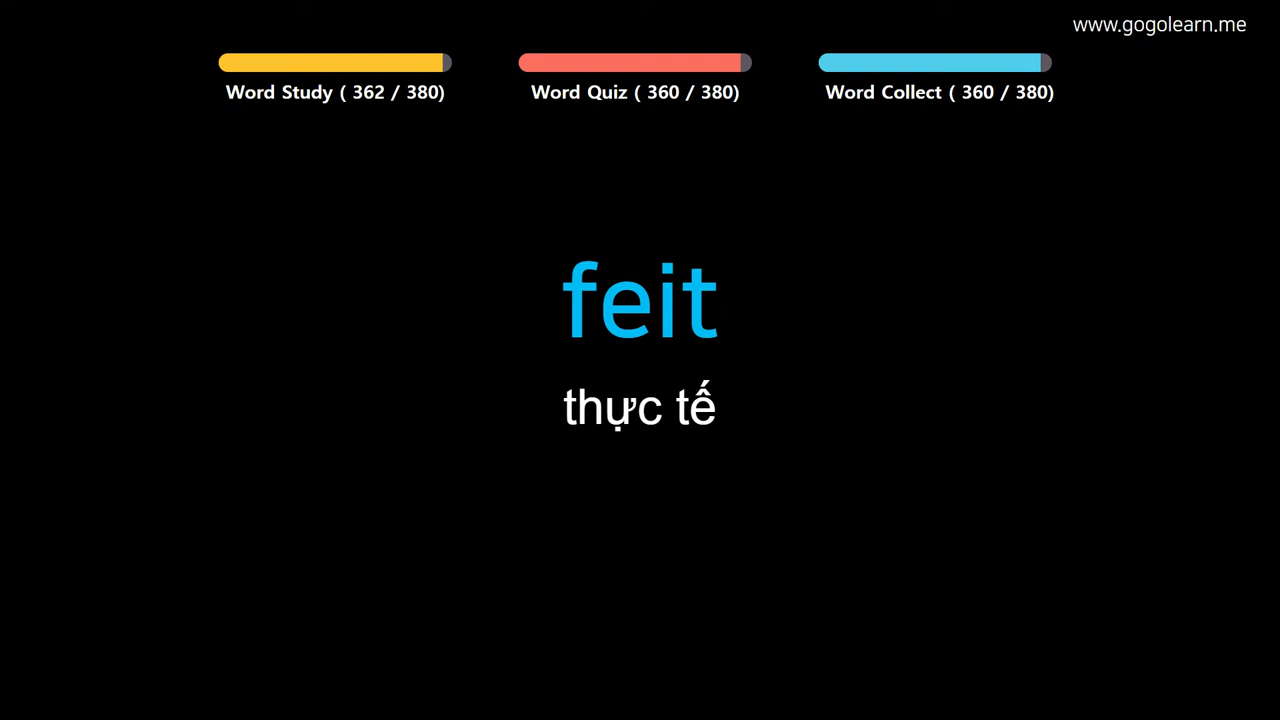 www.gogolearn.me
Word Study ( 362 / 380)
Word Quiz ( 360 / 380)
Word Collect ( 360 / 380)
feit
thực tế